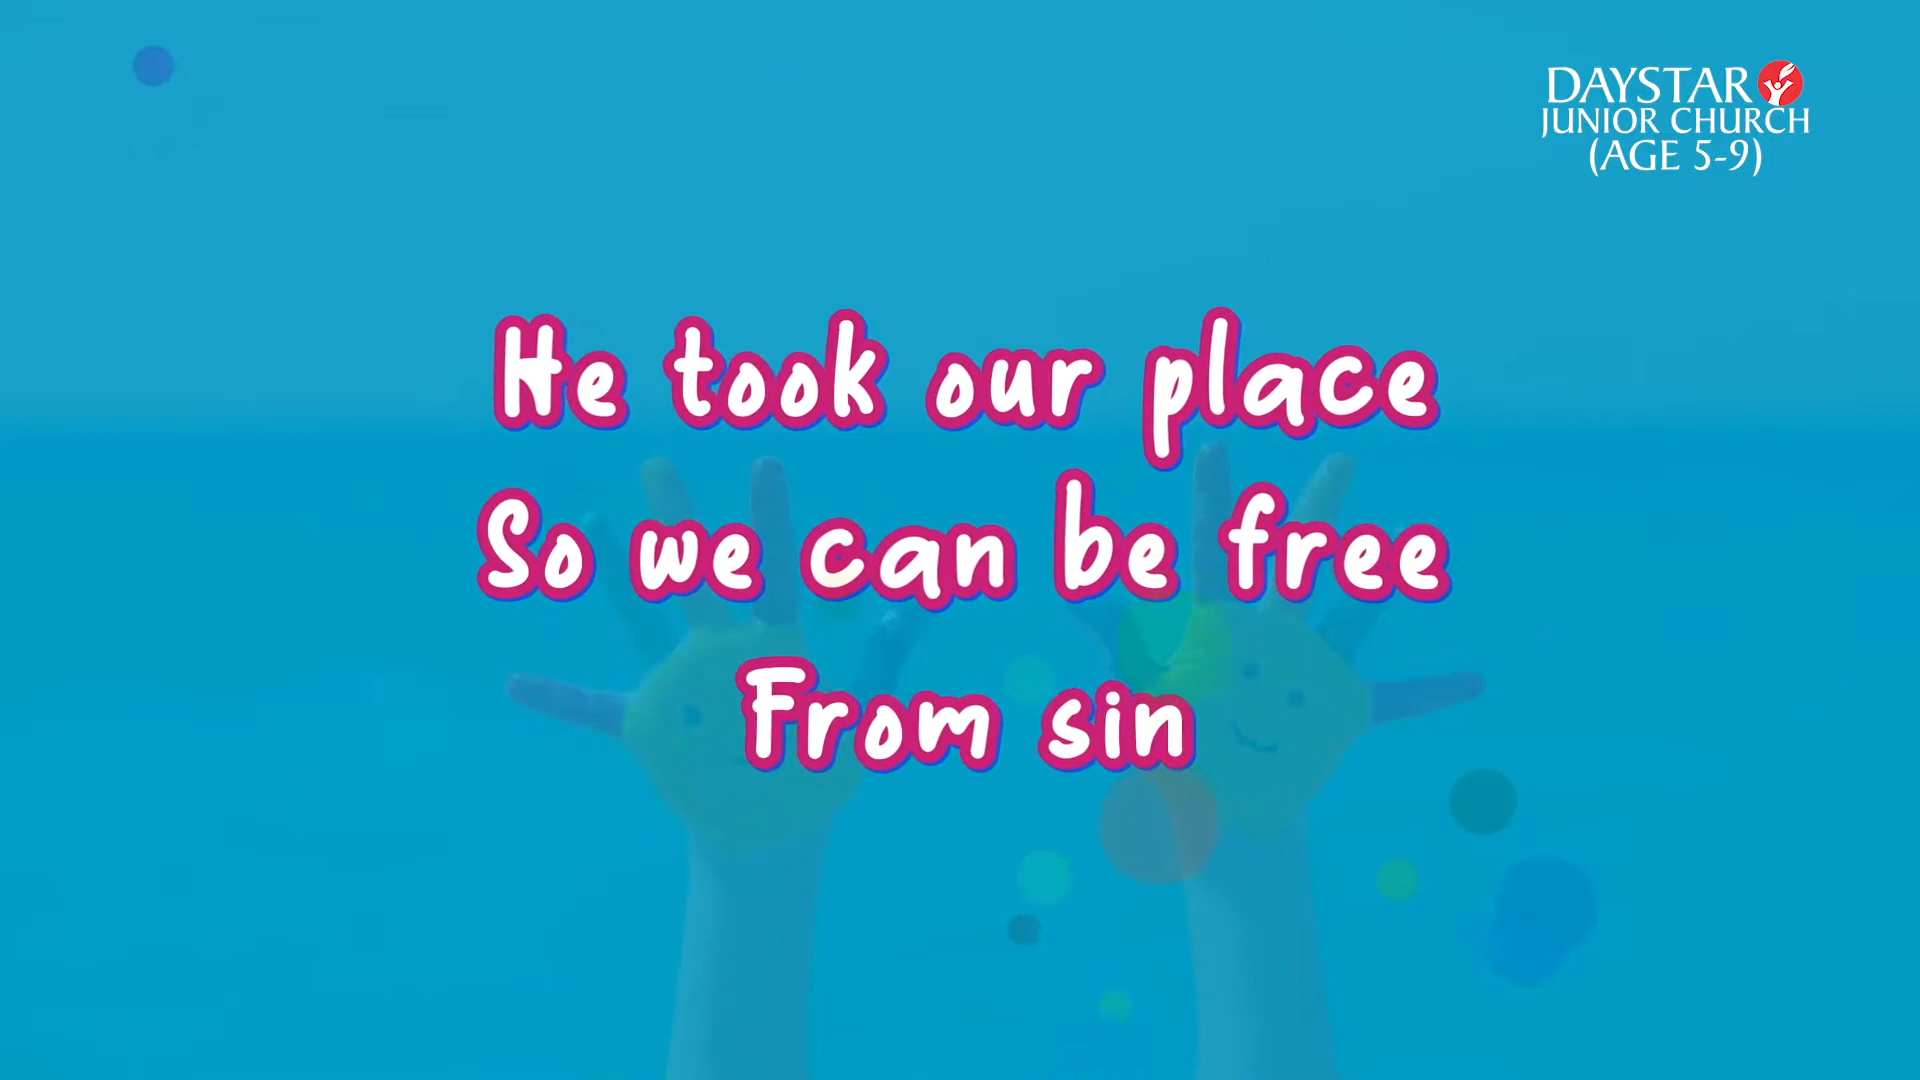 DAYSTAR
JUNIOR CHURCH
(AGE 5-9)
He took our place
So we can be free
From sin